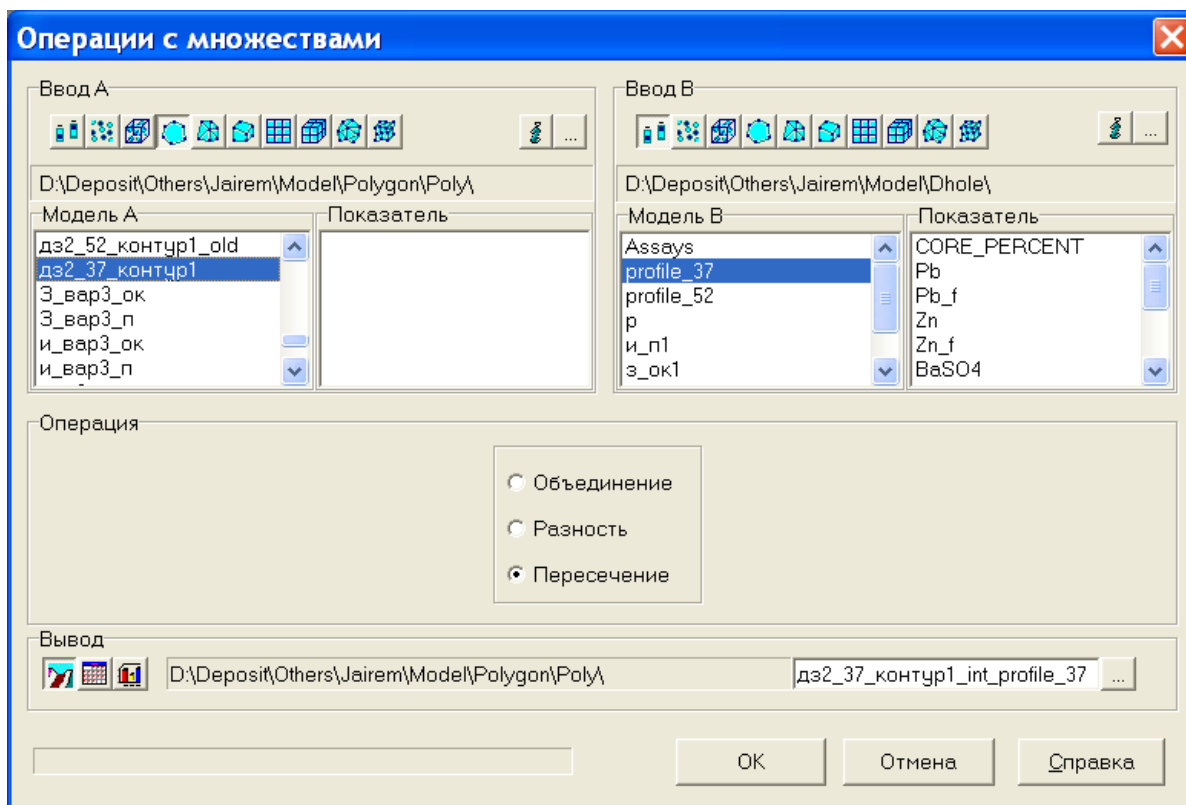 Операции с множествами
Ввод А
...
D:\Deposit\Others\Jairem\Model\Polygon\Poly\
Модель А
Показатель
дз2_52_контур1_old
дз2_37_контур1
З_вар3_ок
З_вар3_п
и_вар3_ок
и_вар3_п
Ввод В
...
D:\Deposit\Others\Jairem\Model\Dhole\
Модель В
Показатель
Assays
profile_37
profile_52
р
и_п1
з_ок1
CORE_PERCENT
Pb
Pb_f
Zn
Zn_f
BaSO4
Операция
Объединение
Разность
Пересечение
Вывод
D:\Deposit\Others\Jairem\Model\Polygon\Poly\
дз2_37_контур1_int_profile_37
...
OK
Отмена
Справка